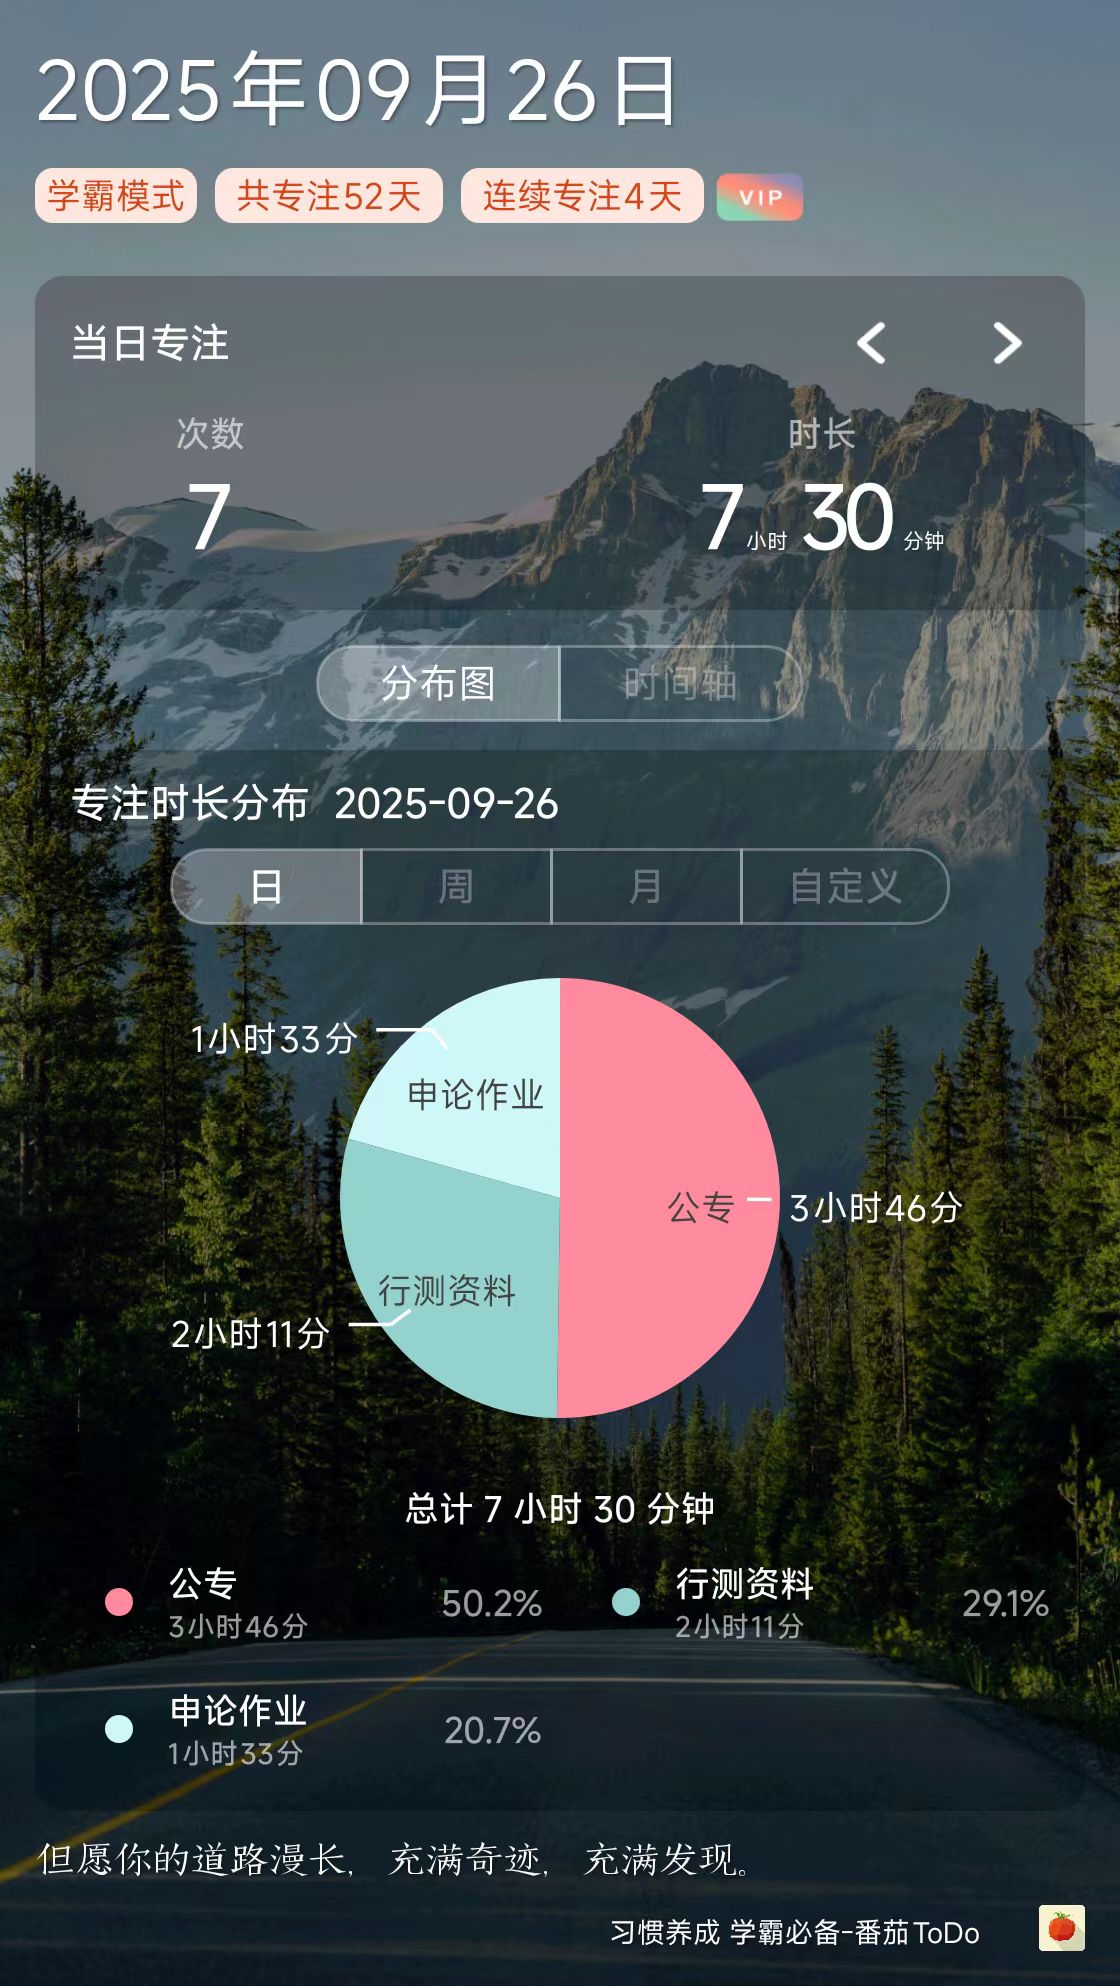 2025年09月26日
学霸模式 共专注52天 连续专注4天 VIP
当日专注
次数 时长
7 7小时30分钟
分布图 时间轴
专注时长分布 2025-09-26
日 周 月 自定义
1小时33分
申论作业
公专 3小时46分
行测资料
2小时11分
总计 7 小时 30 分钟
公专 50.2% 行测资料 29.1%
3小时46分 2小时11分
申论作业 20.7%
1小时33分
但愿你的道路漫长,充满奇迹,充满发现。
习惯养成 学霸必备-番茄ToDo